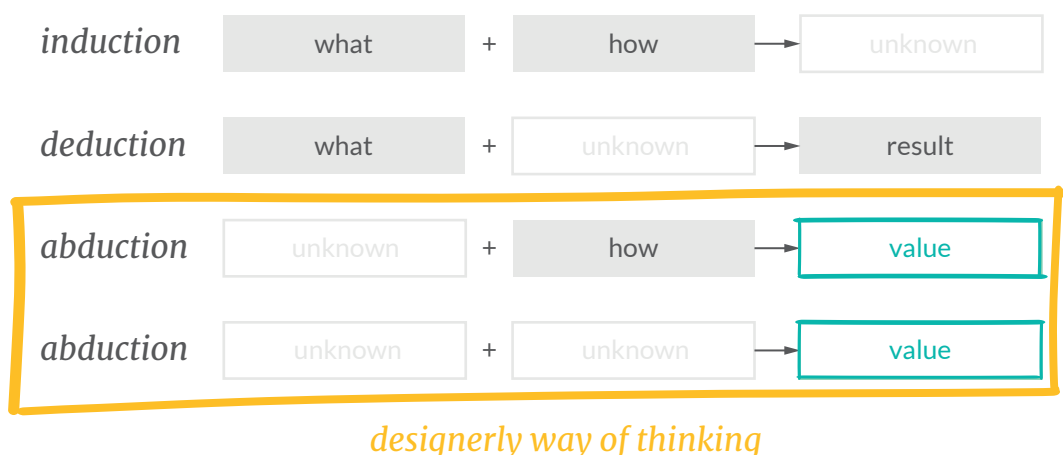 induction what + how unknown
deduction what + unknown result
abduction unknown + how value
abduction unknown + unknown value
designerly way of thinking